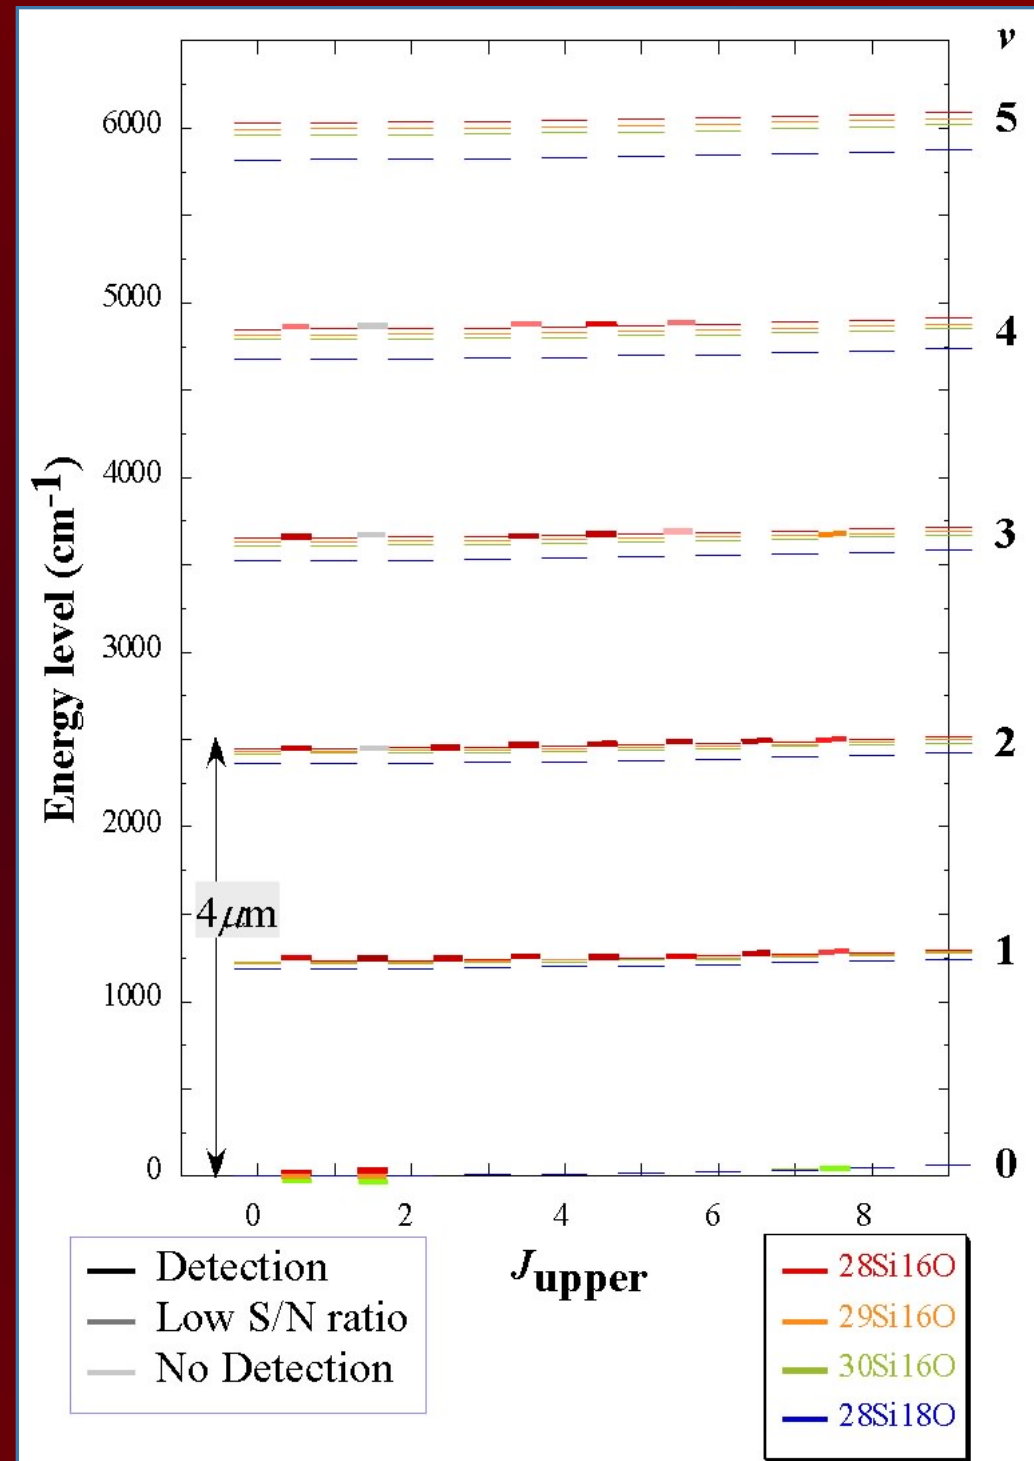 v
6000
5
5000
4
4000
3
3000
2
2000
4μm
1
1000
0
0
Energy level (cm-1)
0 2 4 6 8
Jupper
Detection
Low S/N ratio
No Detection
28Si16O
29Si16O
30Si16O
28Si18O